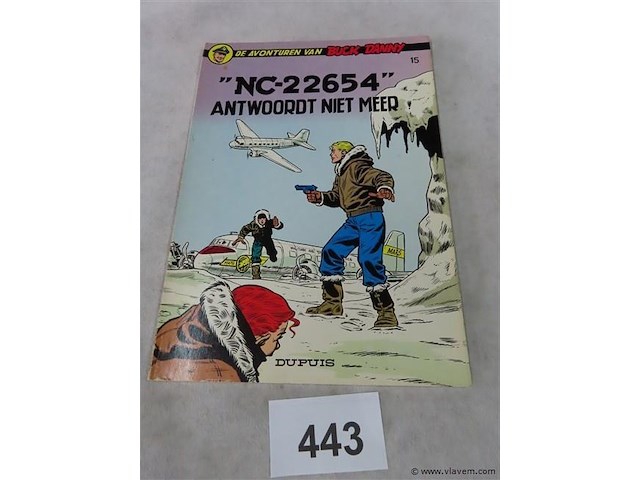 DE AVONTUREN VAN BUCK DANNY
15
"NC-22654"
ANTWOORDT NIET MEER
DUPUIS
443
© www.vlavem.com